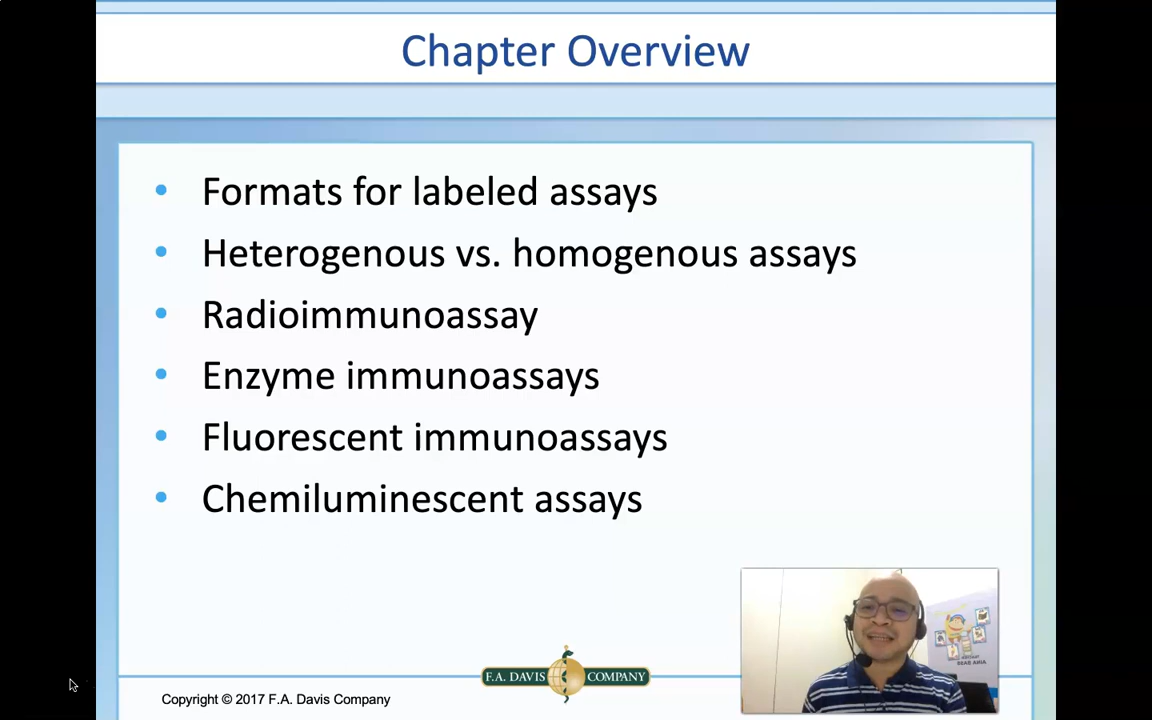 Chapter Overview
• Formats for labeled assays
• Heterogenous vs. homogenous assays
• Radioimmunoassay
• Enzyme immunoassays
• Fluorescent immunoassays
• Chemiluminescent assays
F.A. DAVIS COMPANY
Copyright © 2017 F.A. Davis Company